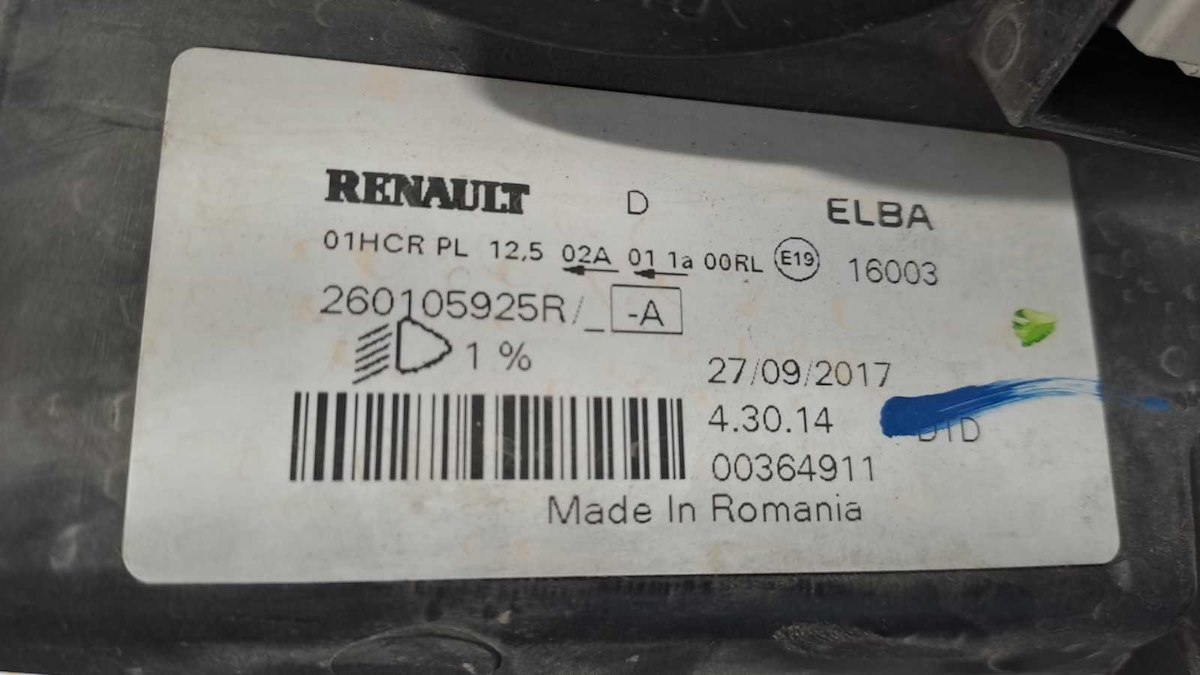 RENAULT D ELBA
01HCR PL 12,5 02A 01 1a 00RL E19 16003
260105925R/_ -A
1 %
27/09/2017
4.30.14
00364911
Made In Romania